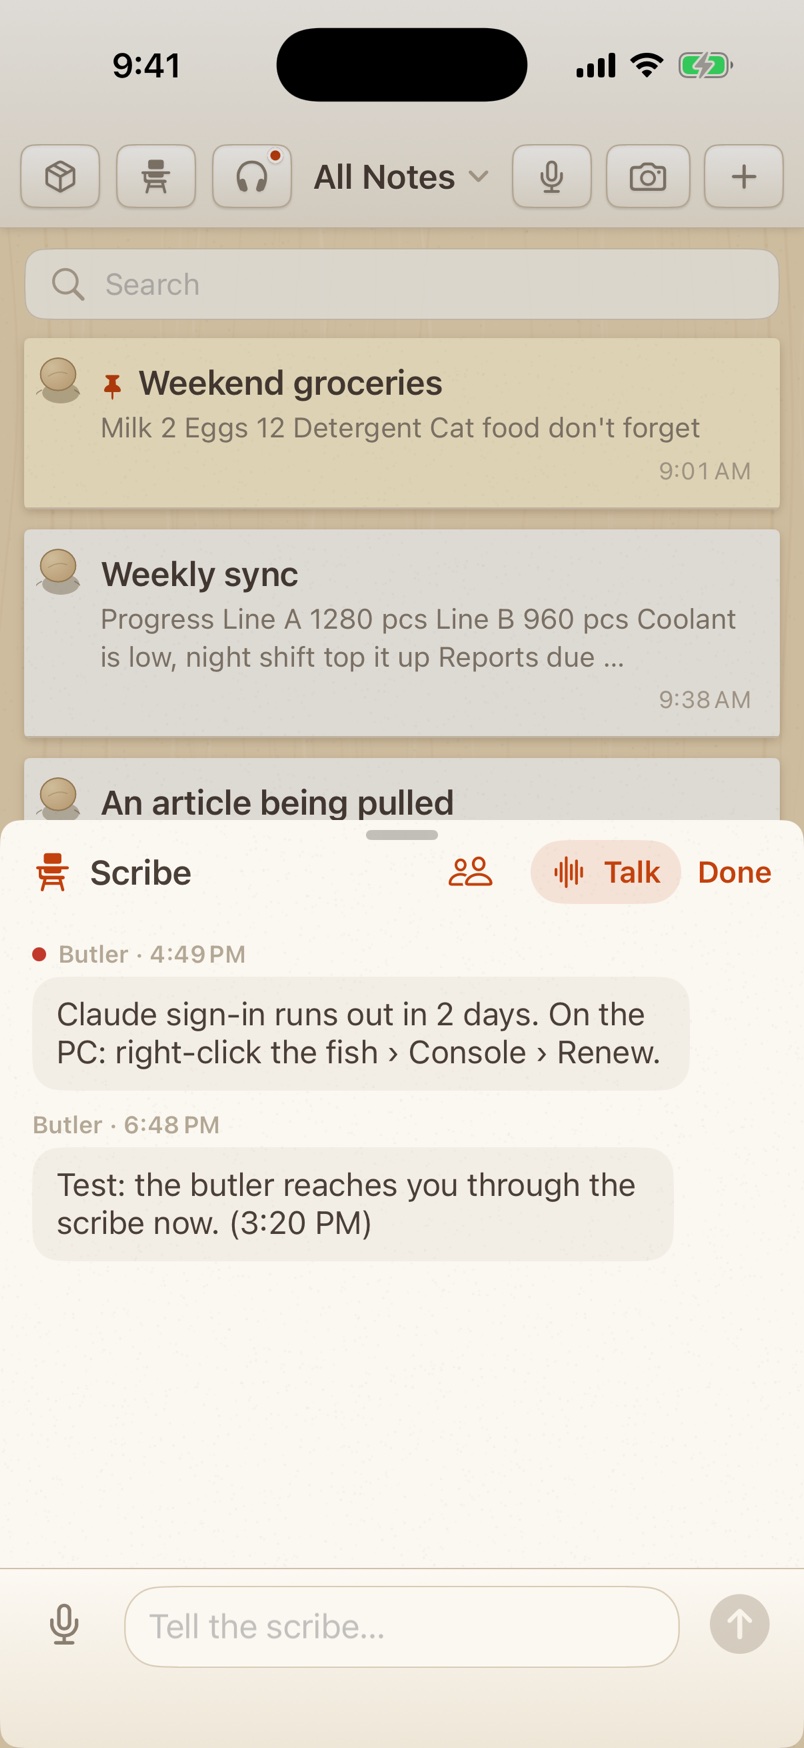 9:41
All Notes
Search
Weekend groceries
Milk 2 Eggs 12 Detergent Cat food don't forget
9:01 AM
Weekly sync
Progress Line A 1280 pcs Line B 960 pcs Coolant
is low, night shift top it up Reports due ...
9:38 AM
An article being pulled
Scribe
Talk
Done
Butler · 4:49 PM
Claude sign-in runs out in 2 days. On the
PC: right-click the fish › Console › Renew.
Butler · 6:48 PM
Test: the butler reaches you through the
scribe now. (3:20 PM)
Tell the scribe...